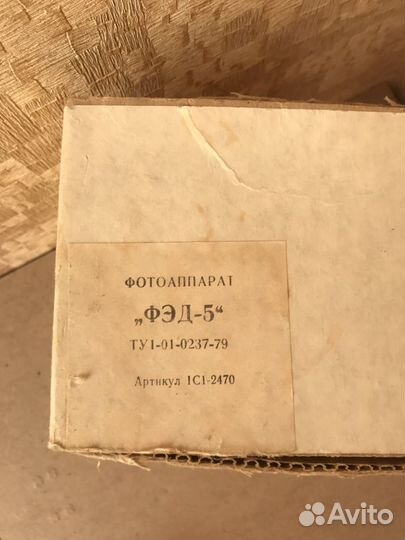 ФОТОАППАРАТ
„ФЭД-5“
ТУ1-01-0237-79
Артикул 1С1-2470
Avito